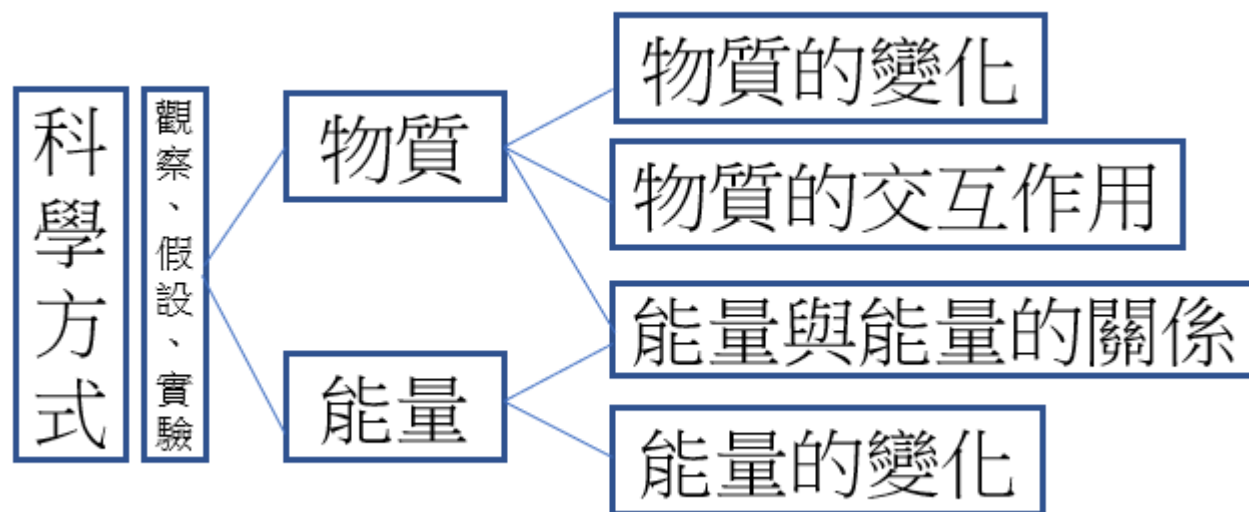 科學方式
觀察、假設、實驗
物質
物質的變化
物質的交互作用
能量與能量的關係
能量
能量的變化